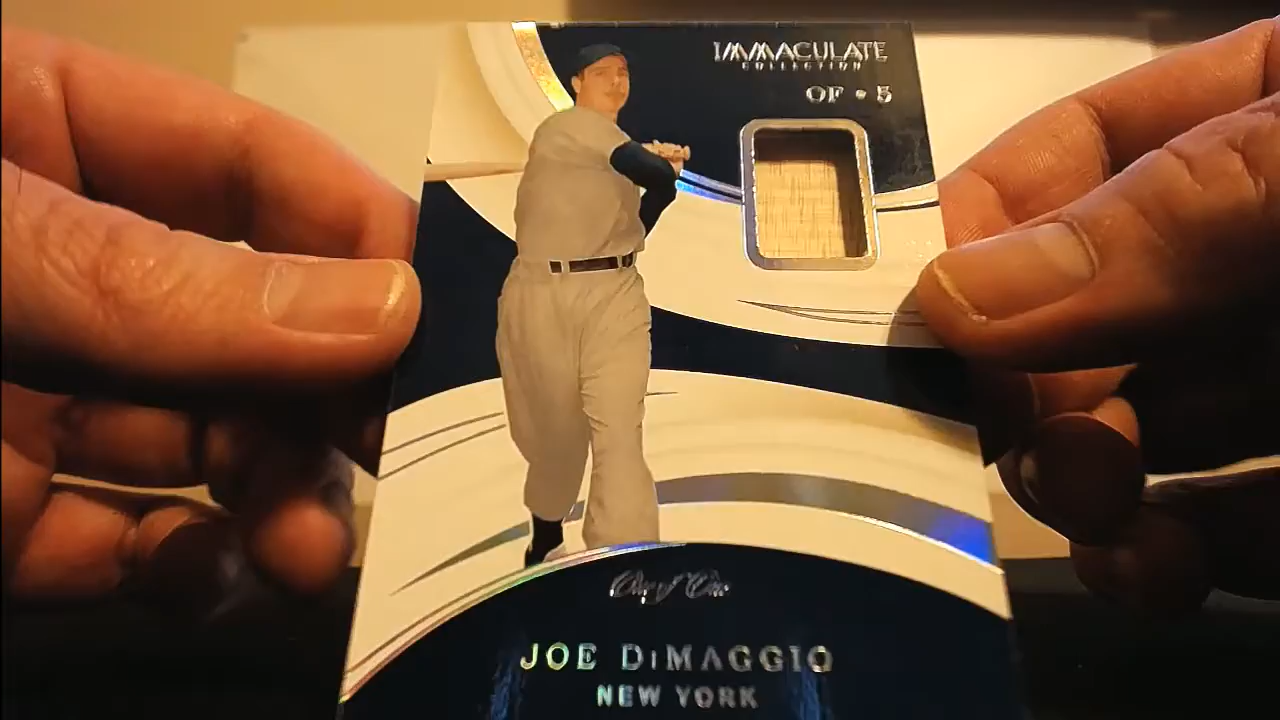 IMMACULATE
COLLECTION
OF • 5
One of One
JOE DiMAGGIO
NEW YORK